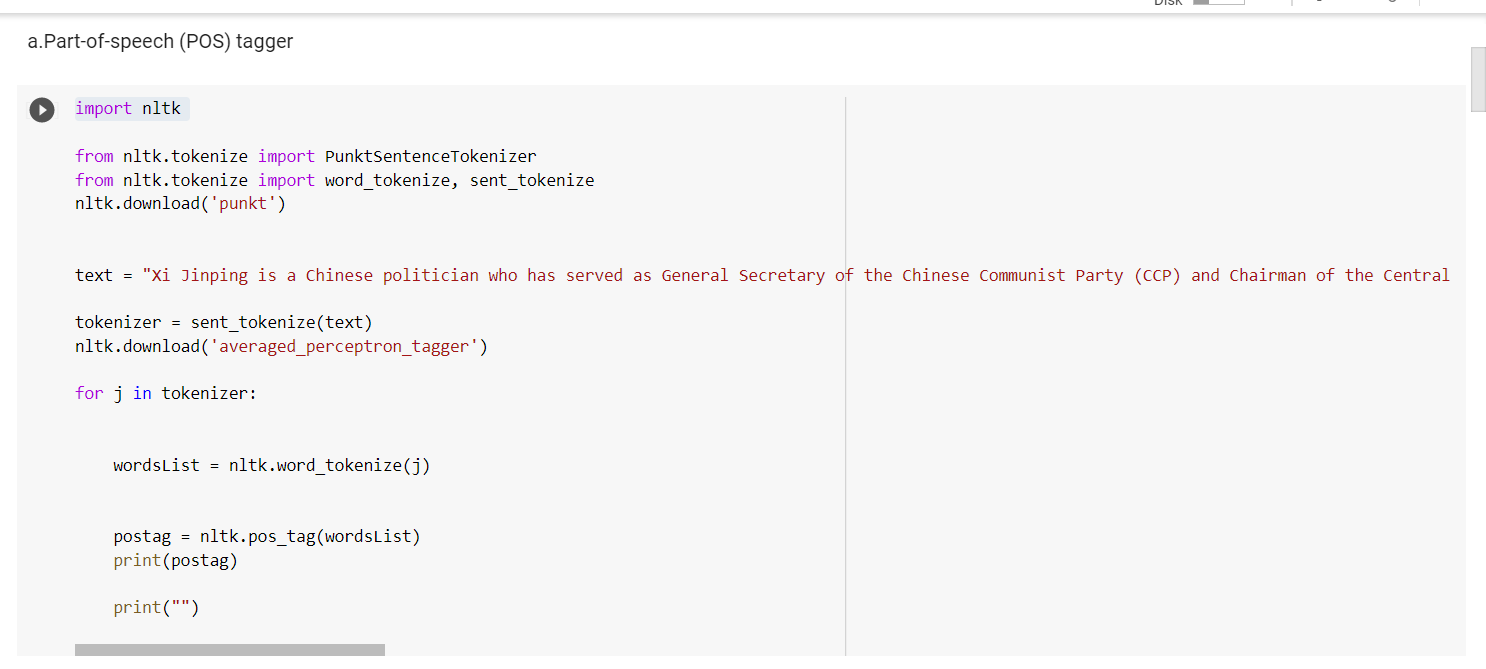 Disk
a.Part-of-speech (POS) tagger
import nltk
from nltk.tokenize import PunktSentenceTokenizer
from nltk.tokenize import word_tokenize, sent_tokenize
nltk.download('punkt')
text = "Xi Jinping is a Chinese politician who has served as General Secretary of the Chinese Communist Party (CCP) and Chairman of the Central
tokenizer = sent_tokenize(text)
nltk.download('averaged_perceptron_tagger')
for j in tokenizer:
    wordsList = nltk.word_tokenize(j)
    postag = nltk.pos_tag(wordsList)
    print(postag)
    print("")